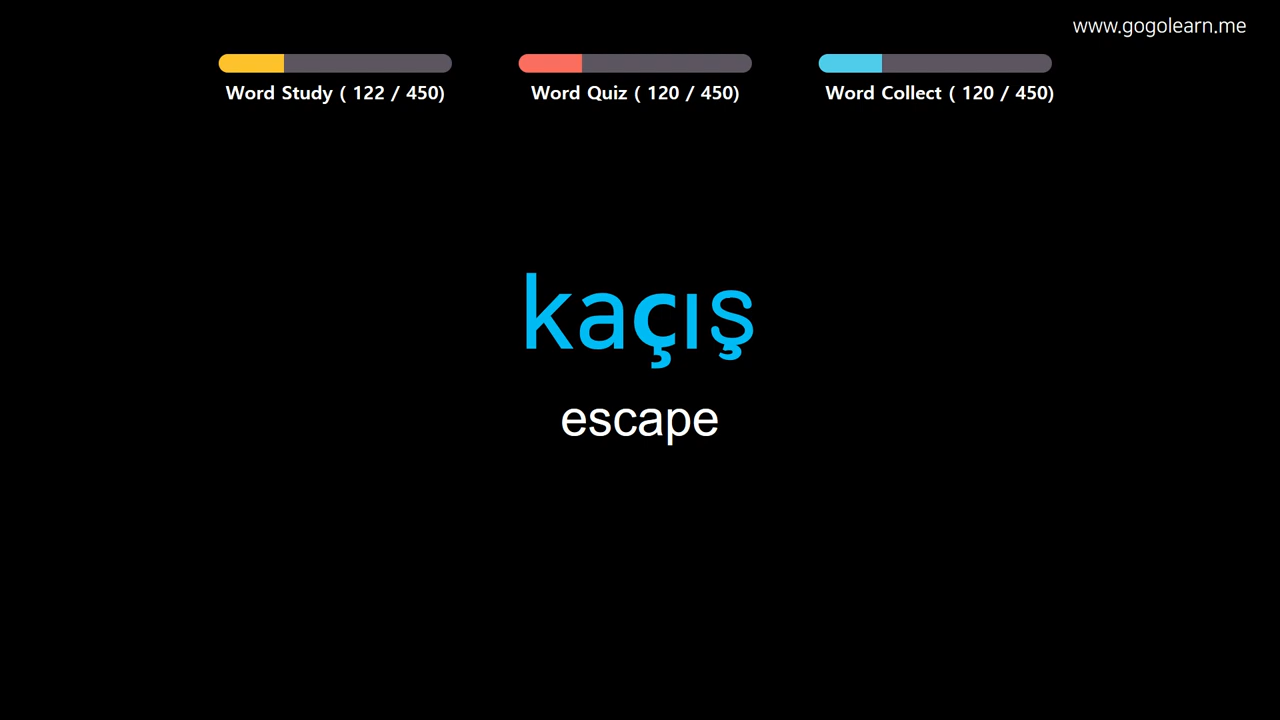 www.gogolearn.me
Word Study ( 122 / 450)
Word Quiz ( 120 / 450)
Word Collect ( 120 / 450)
kaçış
escape